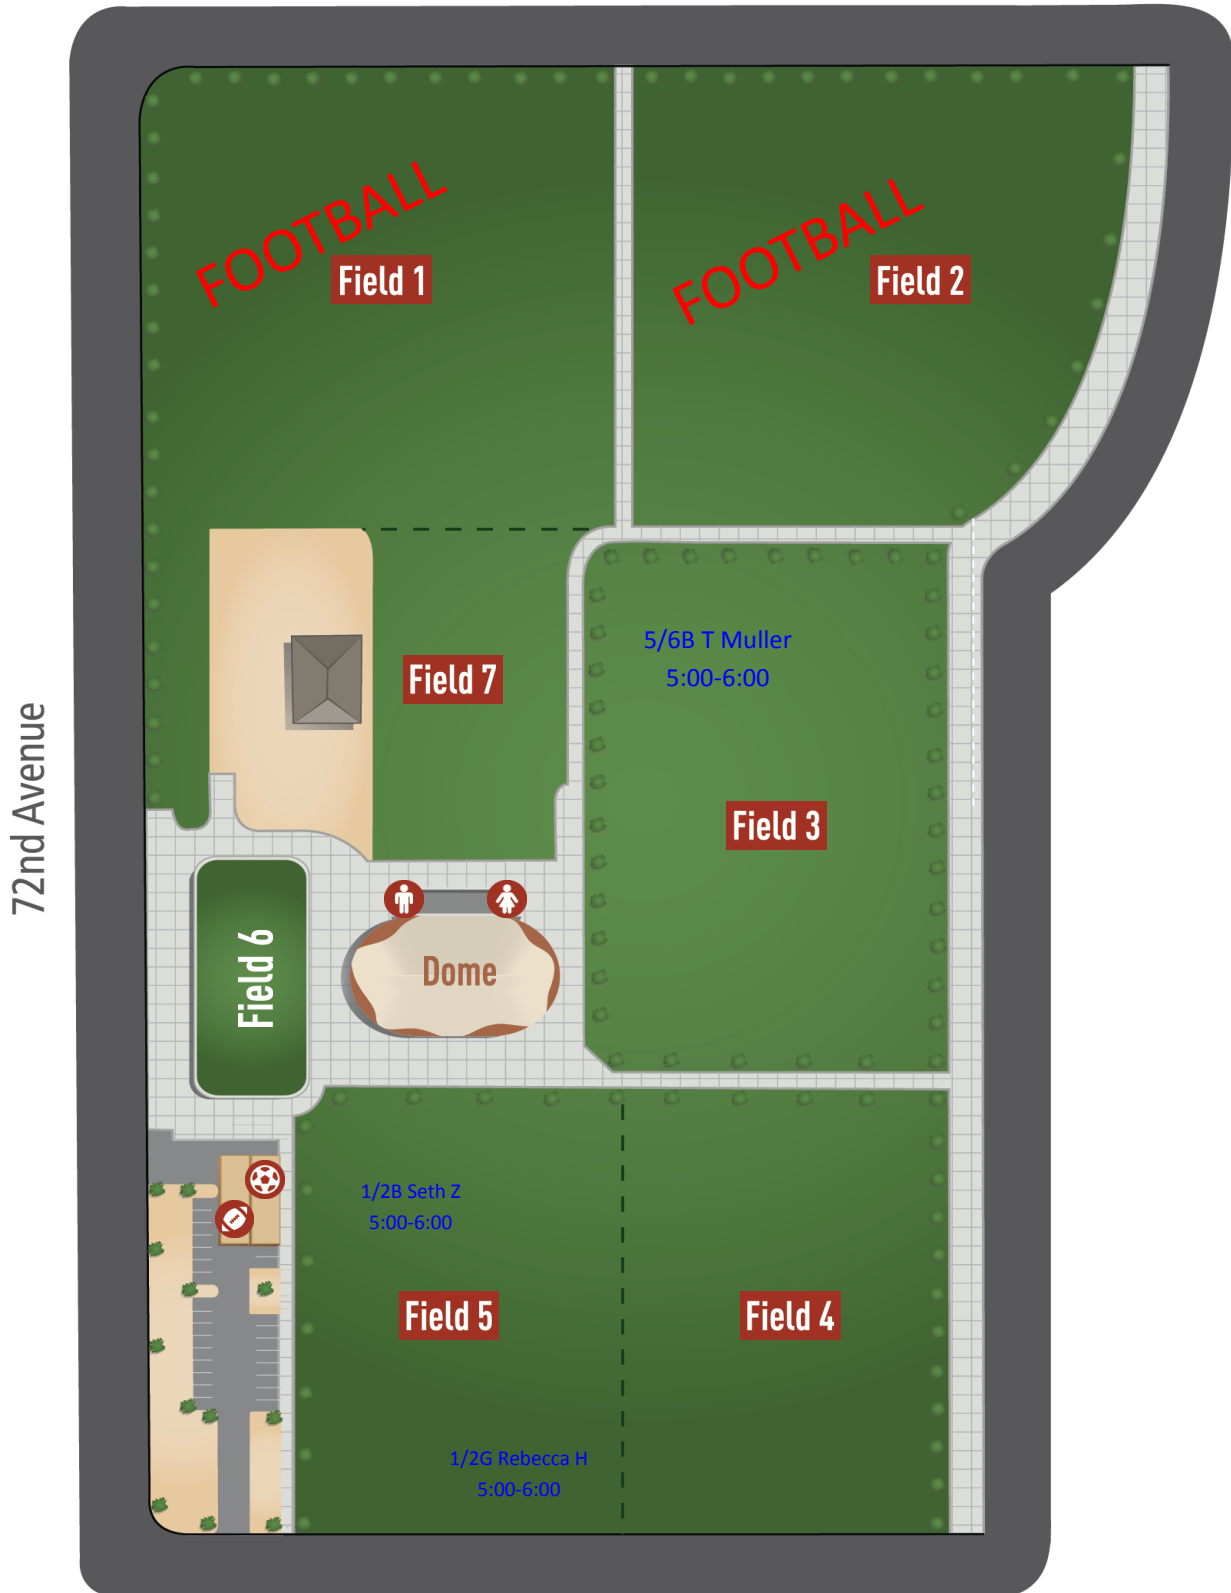 FOOTBALL
Field 1
FOOTBALL
Field 2
5/6B T Muller
5:00-6:00
Field 7
72nd Avenue
Field 3
Field 6
Dome
1/2B Seth Z
5:00-6:00
Field 5
Field 4
1/2G Rebecca H
5:00-6:00